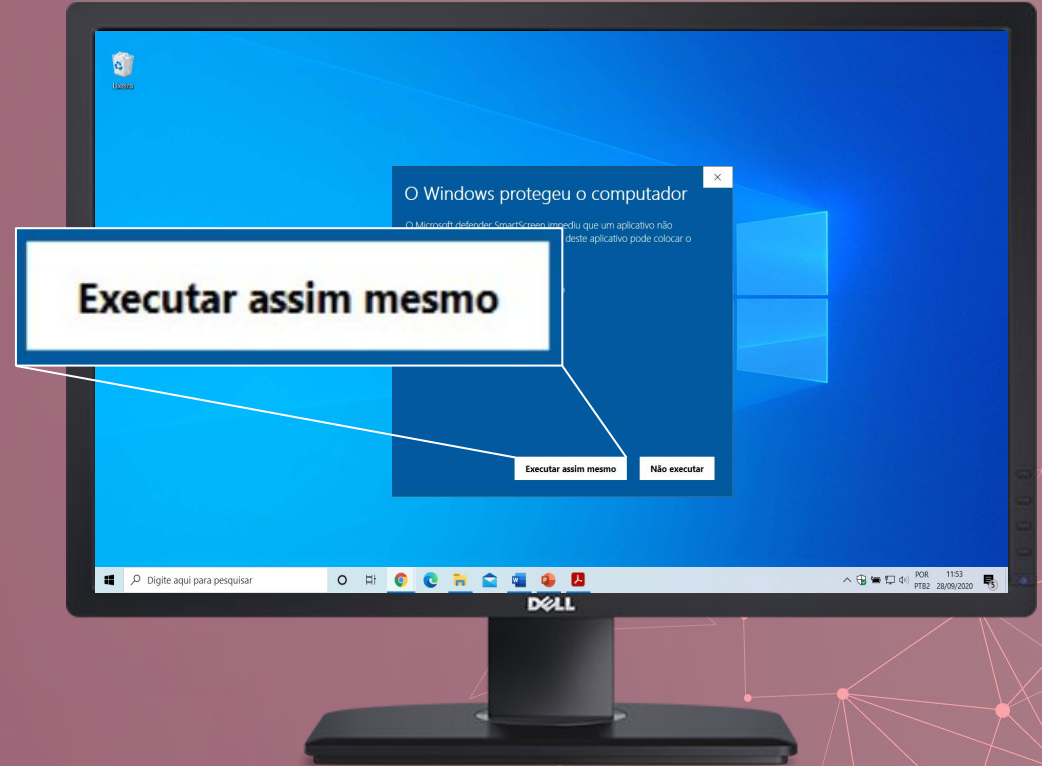 Lixeira
O Windows protegeu o computador
O Microsoft defender SmartScreen impediu que um aplicativo não
deste aplicativo pode colocar o
Executar assim mesmo
Executar assim mesmo
Não executar
Digite aqui para pesquisar
POR
11:53
PTB2
28/09/2020
5
DELL